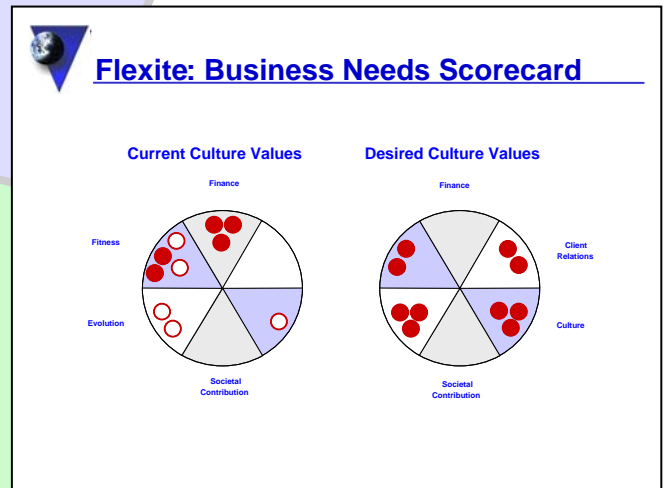 Flexite: Business Needs Scorecard
Current Culture Values
Desired Culture Values
Finance
Finance
Fitness
Client
Relations
Evolution
Culture
Societal
Contribution
Societal
Contribution